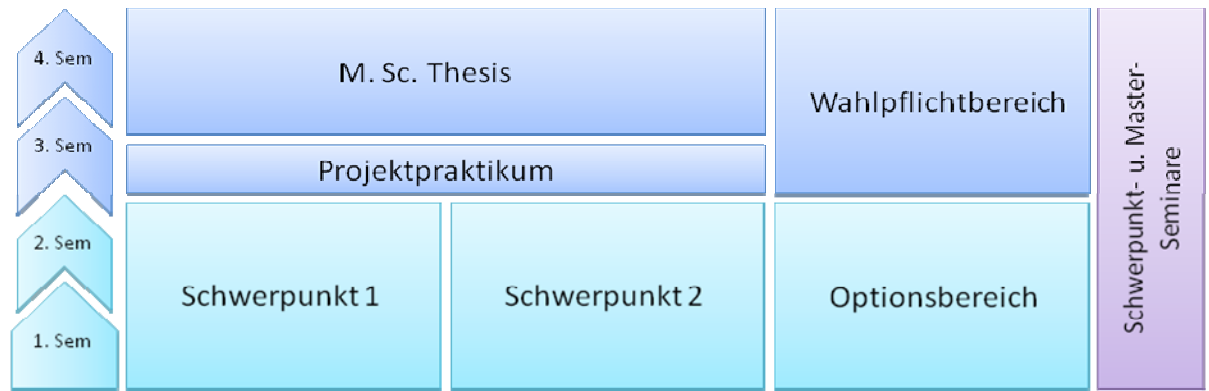 4. Sem
M. Sc. Thesis
Wahlpflichtbereich
3. Sem
Projektpraktikum
2. Sem
Schwerpunkt 1
Schwerpunkt 2
Optionsbereich
1. Sem
Schwerpunkt- u. Master-
Seminare